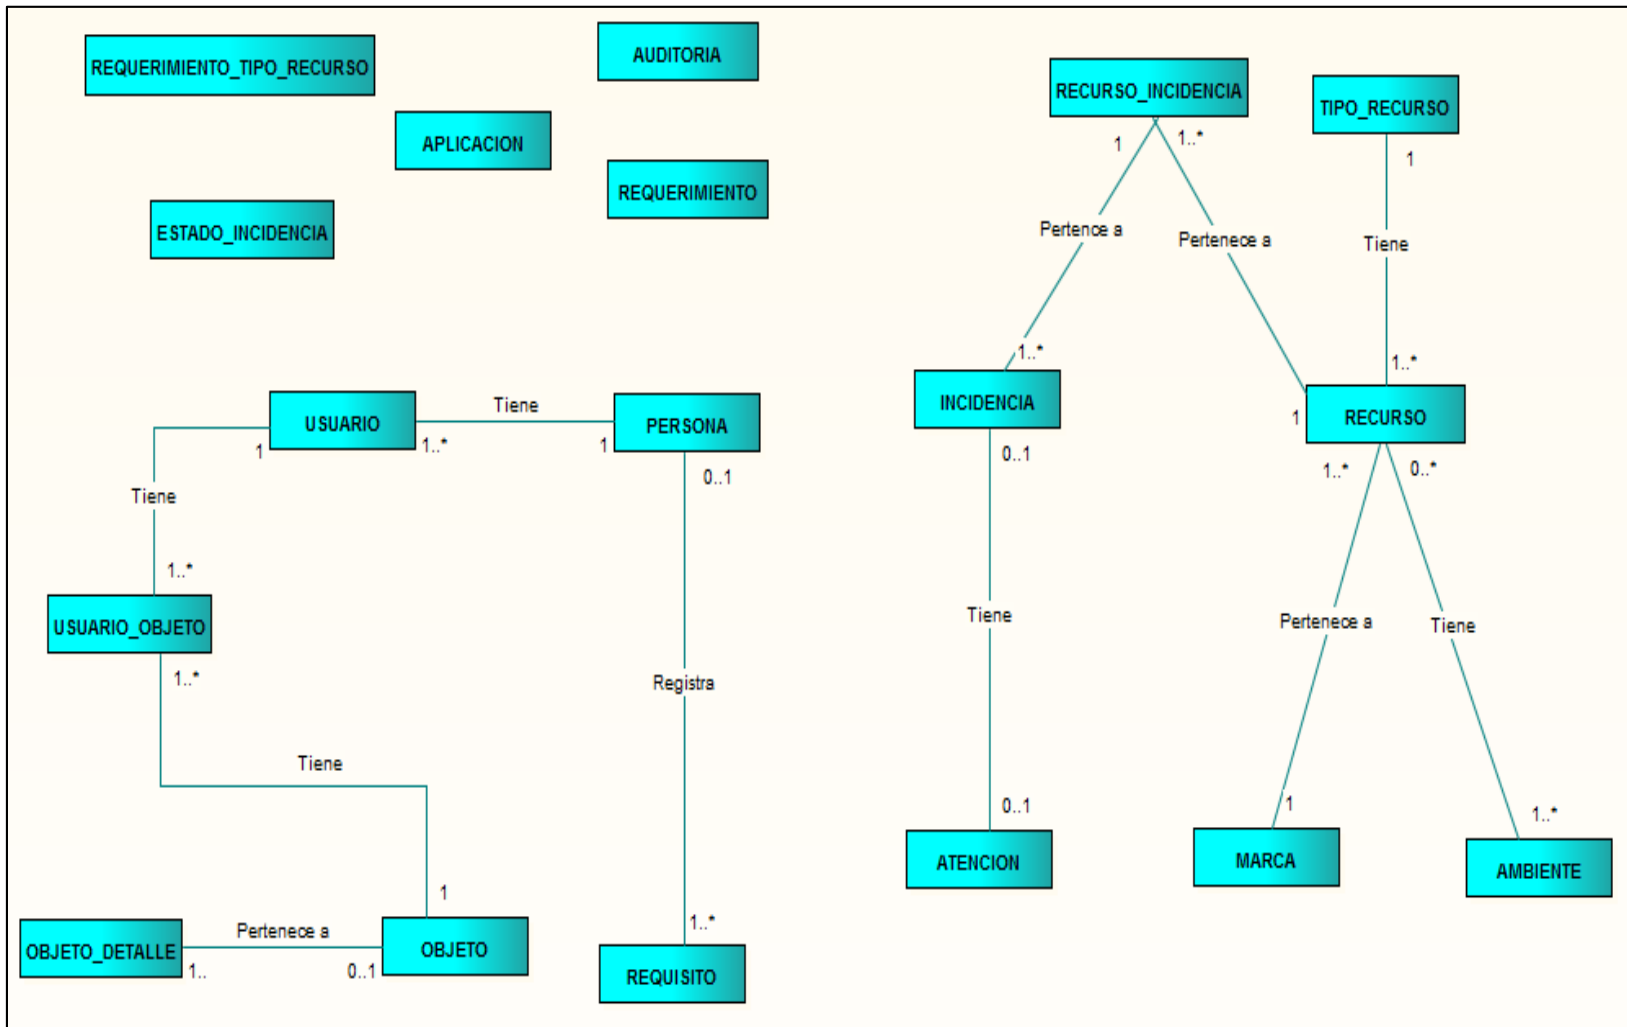 REQUERIMIENTO_TIPO_RECURSO
AUDITORIA
APLICACION
REQUERIMIENTO
ESTADO_INCIDENCIA
RECURSO_INCIDENCIA
TIPO_RECURSO
1
1..*
1
Pertence a
Pertenece a
Tiene
1..*
1..*
INCIDENCIA
1
RECURSO
0..1
1..*
0..*
USUARIO
Tiene
PERSONA
1
1..*
1
0..1
Tiene
1..*
USUARIO_OBJETO
1..*
Registra
Tiene
Tiene
Pertenece a
Tiene
1
0..1
1
1..*
ATENCION
MARCA
AMBIENTE
OBJETO_DETALLE
Pertenece a
OBJETO
1..
0..1
1..*
REQUISITO